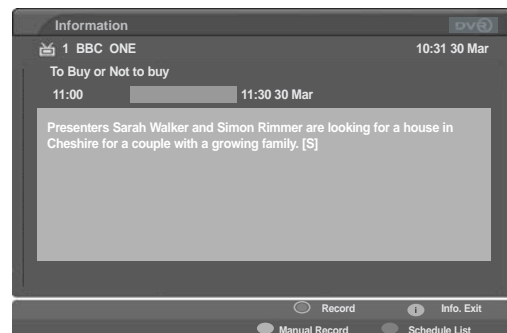 Information DVR
1 BBC ONE 10:31 30 Mar
To Buy or Not to buy
11:00 11:30 30 Mar
Presenters Sarah Walker and Simon Rimmer are looking for a house in
Cheshire for a couple with a growing family. [S]
Record i Info. Exit
Manual Record Schedule List